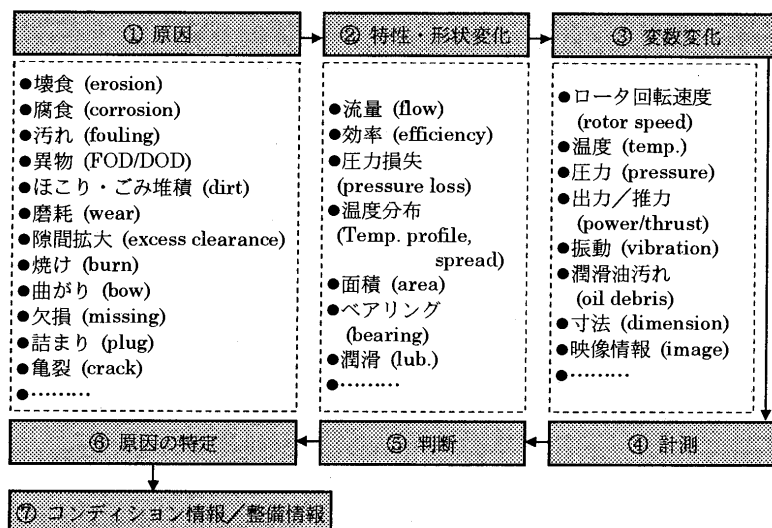 ① 原因
② 特性・形状変化
③ 変数変化
●壊食 (erosion)
●腐食 (corrosion)
●汚れ (fouling)
●異物 (FOD/DOD)
●ほこり・ごみ堆積 (dirt)
●磨耗 (wear)
●隙間拡大 (excess clearance)
●焼け (burn)
●曲がり (bow)
●欠損 (missing)
●詰まり (plug)
●亀裂 (crack)
●………
●流量 (flow)
●効率 (efficiency)
●圧力損失
(pressure loss)
●温度分布
(Temp. profile,
spread)
●面積 (area)
●ベアリング
(bearing)
●潤滑 (lub.)
●………
●ロータ回転速度
(rotor speed)
●温度 (temp.)
●圧力 (pressure)
●出力／推力
(power/thrust)
●振動 (vibration)
●潤滑油汚れ
(oil debris)
●寸法 (dimension)
●映像情報 (image)
●………
④ 計測
⑤ 判断
⑥ 原因の特定
⑦ コンディション情報／整備情報